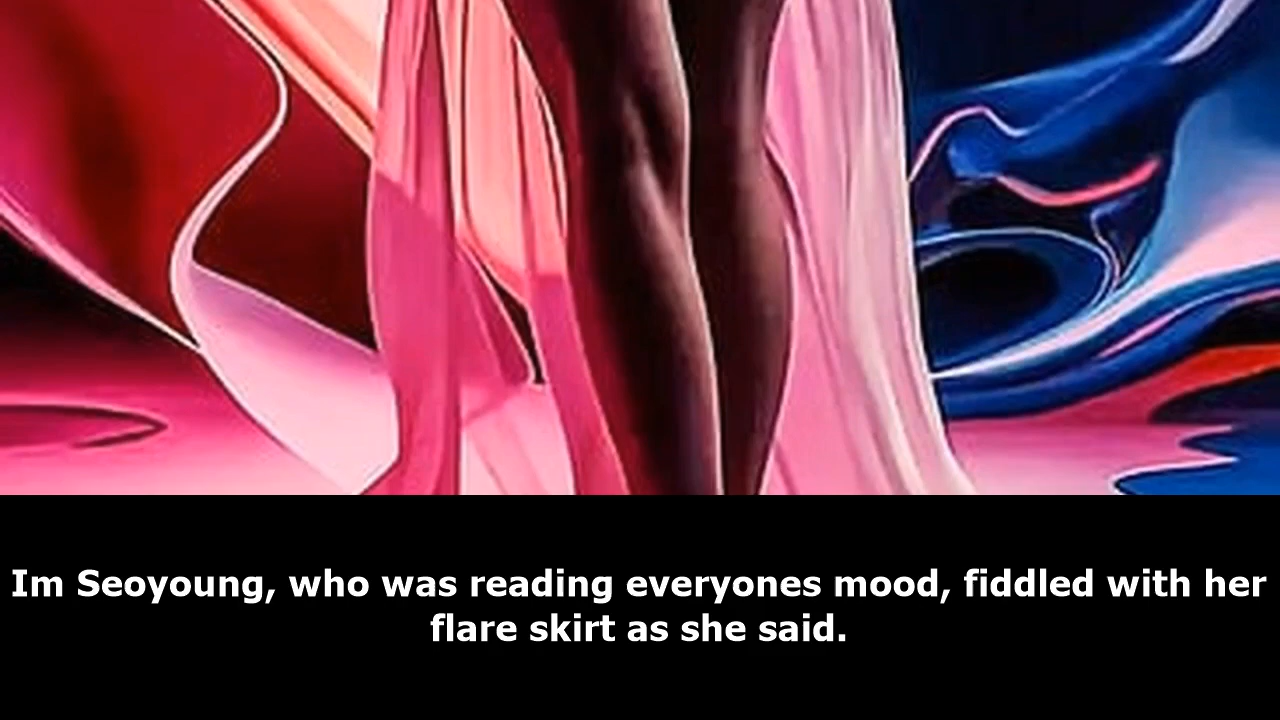 Im Seoyoung, who was reading everyones mood, fiddled with her
flare skirt as she said.